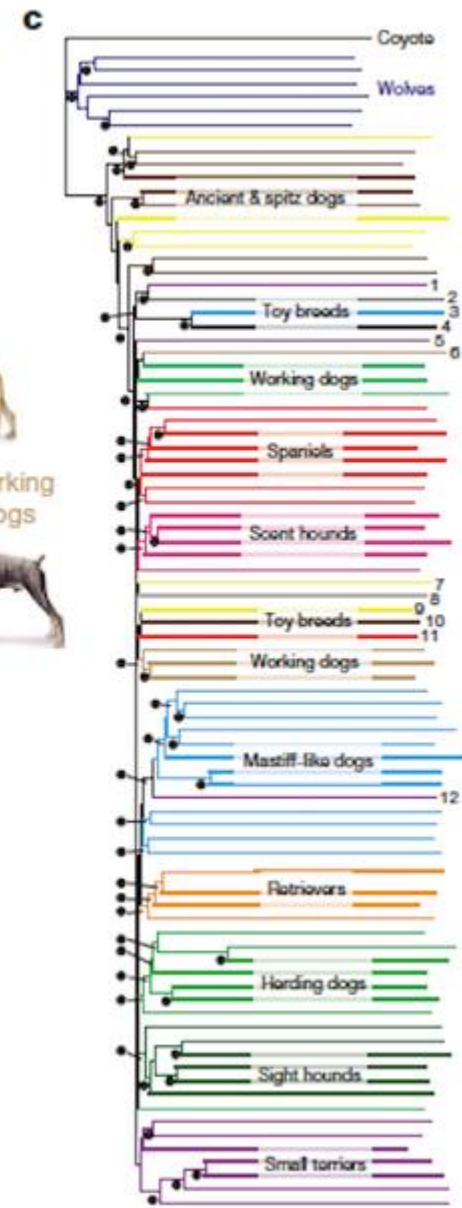 c
Coyote
Wolves
Ancient & spitz dogs
1
2
Toy breeds 3
4
5
6
Working dogs
Spaniels
rking
ogs
Scent hounds
7
8
9
Toy breeds 10
11
Working dogs
Mastiff-like dogs
12
Retrievers
Herding dogs
Sight hounds
Small terriers